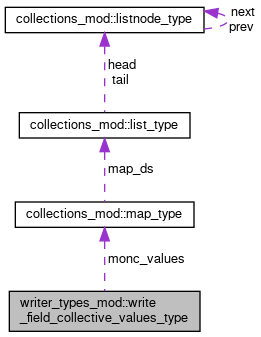 collections_mod::listnode_type
next
prev
head
tail
collections_mod::list_type
map_ds
collections_mod::map_type
monc_values
writer_types_mod::write
_field_collective_values_type